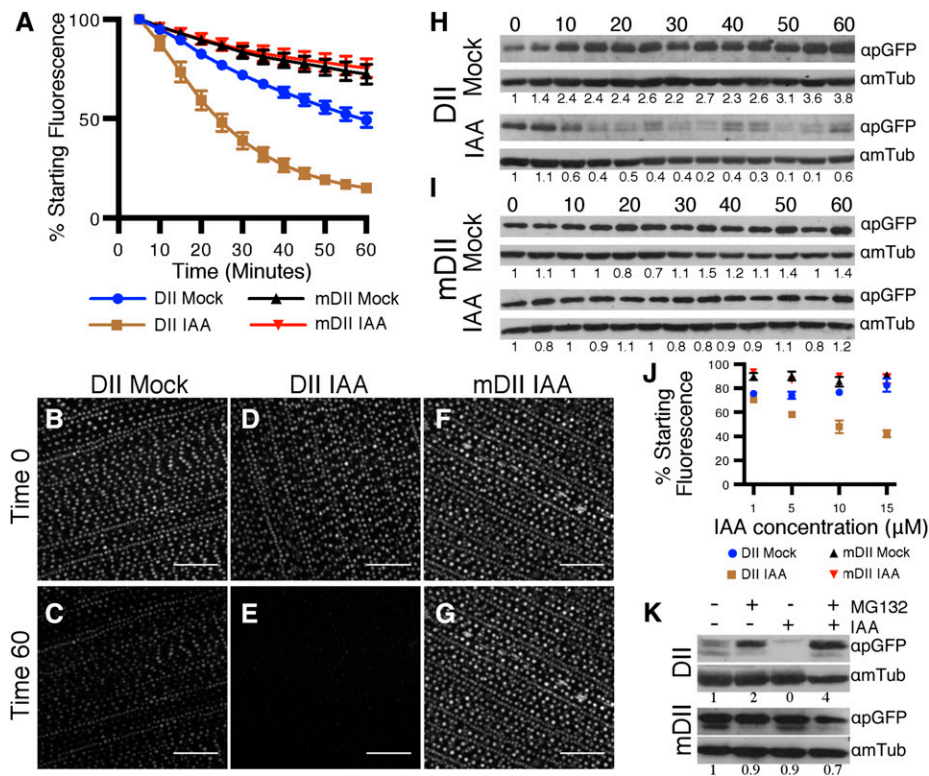 A
% Starting Fluorescence
100
50
0
0 10 20 30 40 50 60
Time (Minutes)
DII Mock
mDII Mock
DII IAA
mDII IAA
DII Mock
DII IAA
mDII IAA
Time 0
B
D
F
Time 60
C
E
G
H
0 10 20 30 40 50 60
DII
Mock
αpGFP
αmTub
1 1.4 2.4 2.4 2.4 2.6 2.2 2.7 2.3 2.6 3.1 3.6 3.8
IAA
αpGFP
αmTub
1 1.1 0.6 0.4 0.5 0.4 0.4 0.2 0.4 0.3 0.1 0.1 0.6
I
0 10 20 30 40 50 60
mDII
Mock
αpGFP
αmTub
1 1.1 1 1 0.8 0.7 1.1 1.5 1.2 1.1 1.4 1 1.4
IAA
αpGFP
αmTub
1 0.8 1 0.9 1.1 1 0.8 0.8 0.9 0.9 1.1 0.8 1.2
J
% Starting
Fluorescence
100
80
60
40
20
0
1 5 10 15
IAA concentration (μM)
DII Mock
mDII Mock
DII IAA
mDII IAA
K
- + - + MG132
- - + + IAA
DII
αpGFP
αmTub
1 2 0 4
mDII
αpGFP
αmTub
1 0.9 0.9 0.7